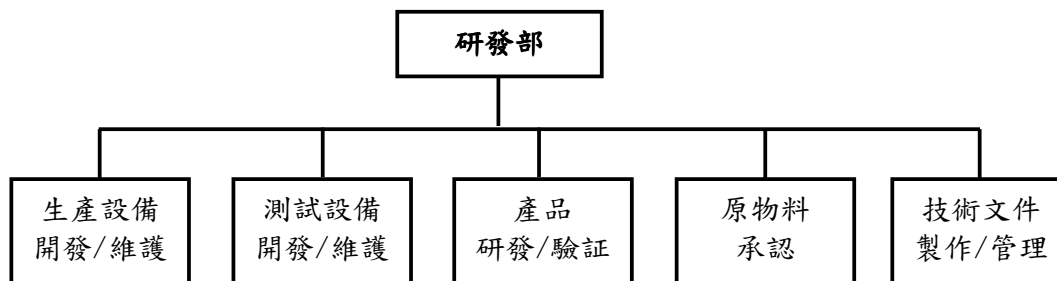 研發部
生產設備
開發/維護
測試設備
開發/維護
產品
研發/驗証
原物料
承認
技術文件
製作/管理